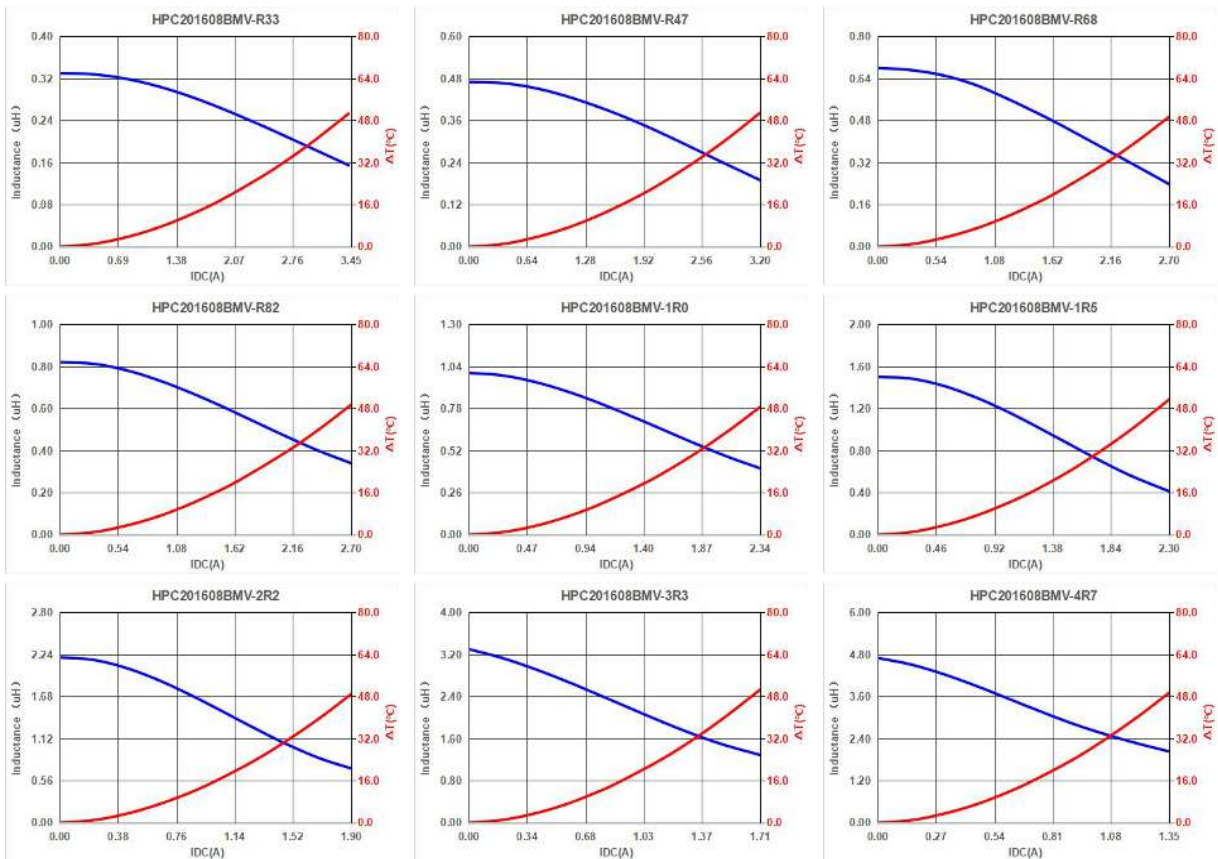 HPC201608BMV-R33
0.40
0.32
0.24
0.16
0.08
0.00
Inductance (uH)
80.0
64.0
48.0
32.0
16.0
0.0
ΔT(℃)
0.00 0.69 1.38 2.07 2.76 3.45
IDC(A)
HPC201608BMV-R47
0.60
0.48
0.36
0.24
0.12
0.00
Inductance (uH)
80.0
64.0
48.0
32.0
16.0
0.0
ΔT(℃)
0.00 0.64 1.28 1.92 2.56 3.20
IDC(A)
HPC201608BMV-R68
0.80
0.64
0.48
0.32
0.16
0.00
Inductance (uH)
80.0
64.0
48.0
32.0
16.0
0.0
ΔT(℃)
0.00 0.54 1.08 1.62 2.16 2.70
IDC(A)
HPC201608BMV-R82
1.00
0.80
0.60
0.40
0.20
0.00
Inductance (uH)
80.0
64.0
48.0
32.0
16.0
0.0
ΔT(℃)
0.00 0.54 1.08 1.62 2.16 2.70
IDC(A)
HPC201608BMV-1R0
1.30
1.04
0.78
0.52
0.26
0.00
Inductance (uH)
80.0
64.0
48.0
32.0
16.0
0.0
ΔT(℃)
0.00 0.47 0.94 1.40 1.87 2.34
IDC(A)
HPC201608BMV-1R5
2.00
1.60
1.20
0.80
0.40
0.00
Inductance (uH)
80.0
64.0
48.0
32.0
16.0
0.0
ΔT(℃)
0.00 0.46 0.92 1.38 1.84 2.30
IDC(A)
HPC201608BMV-2R2
2.80
2.24
1.68
1.12
0.56
0.00
Inductance (uH)
80.0
64.0
48.0
32.0
16.0
0.0
ΔT(℃)
0.00 0.38 0.76 1.14 1.52 1.90
IDC(A)
HPC201608BMV-3R3
4.00
3.20
2.40
1.60
0.80
0.00
Inductance (uH)
80.0
64.0
48.0
32.0
16.0
0.0
ΔT(℃)
0.00 0.34 0.68 1.03 1.37 1.71
IDC(A)
HPC201608BMV-4R7
6.00
4.80
3.60
2.40
1.20
0.00
Inductance (uH)
80.0
64.0
48.0
32.0
16.0
0.0
ΔT(℃)
0.00 0.27 0.54 0.81 1.08 1.35
IDC(A)